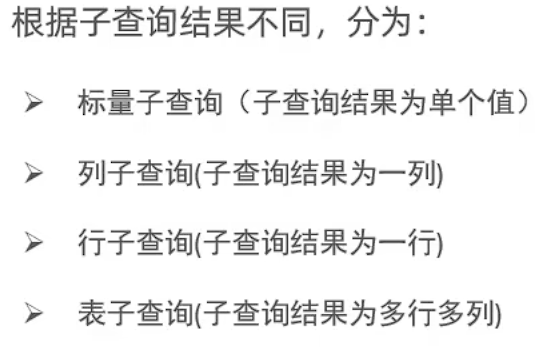 根据子查询结果不同，分为：
➢ 标量子查询（子查询结果为单个值）
➢ 列子查询(子查询结果为一列)
➢ 行子查询(子查询结果为一行)
➢ 表子查询(子查询结果为多行多列)